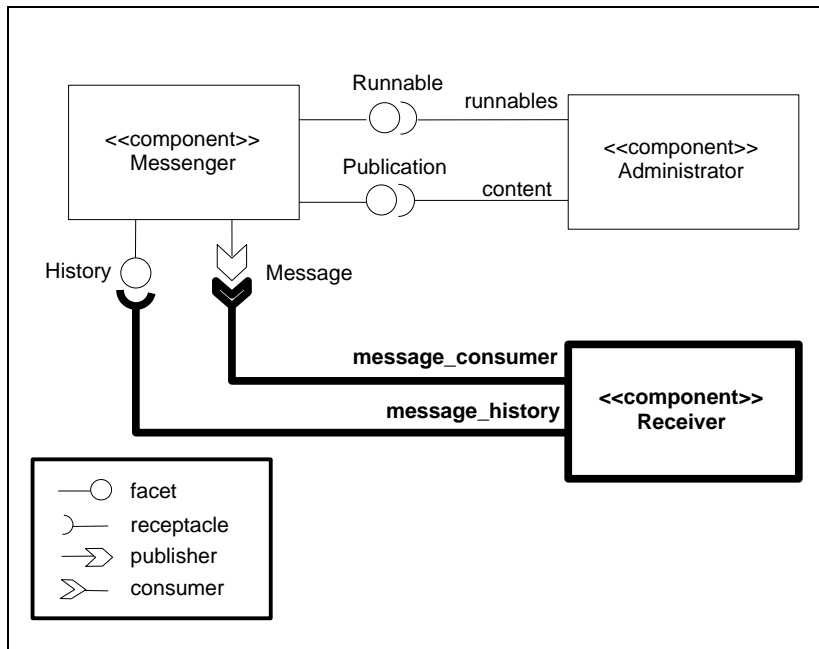 Runnable
runnables
<<component>>
Messenger
<<component>>
Administrator
Publication
content
History
Message
message_consumer
message_history
<<component>>
Receiver
facet
receptacle
publisher
consumer